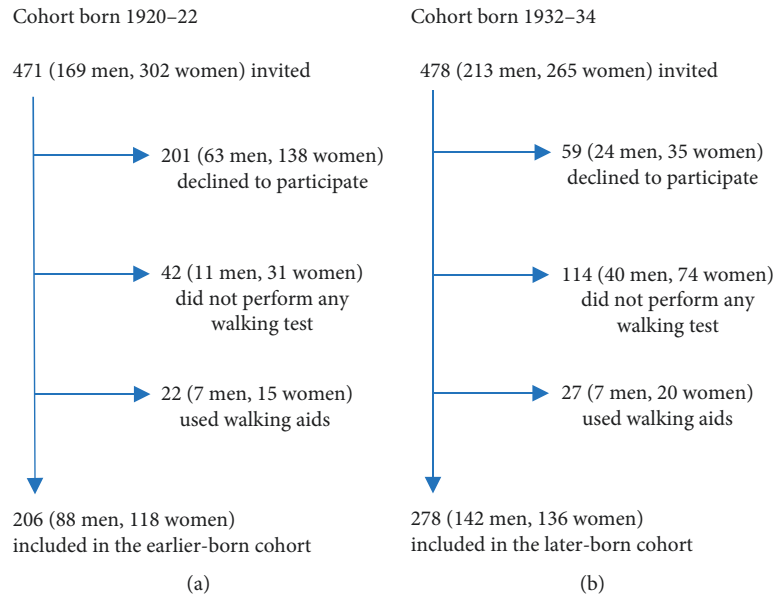 Cohort born 1920–22
471 (169 men, 302 women) invited
201 (63 men, 138 women)
declined to participate
42 (11 men, 31 women)
did not perform any
walking test
22 (7 men, 15 women)
used walking aids
206 (88 men, 118 women)
included in the earlier-born cohort
(a)
Cohort born 1932–34
478 (213 men, 265 women) invited
59 (24 men, 35 women)
declined to participate
114 (40 men, 74 women)
did not perform any
walking test
27 (7 men, 20 women)
used walking aids
278 (142 men, 136 women)
included in the later-born cohort
(b)